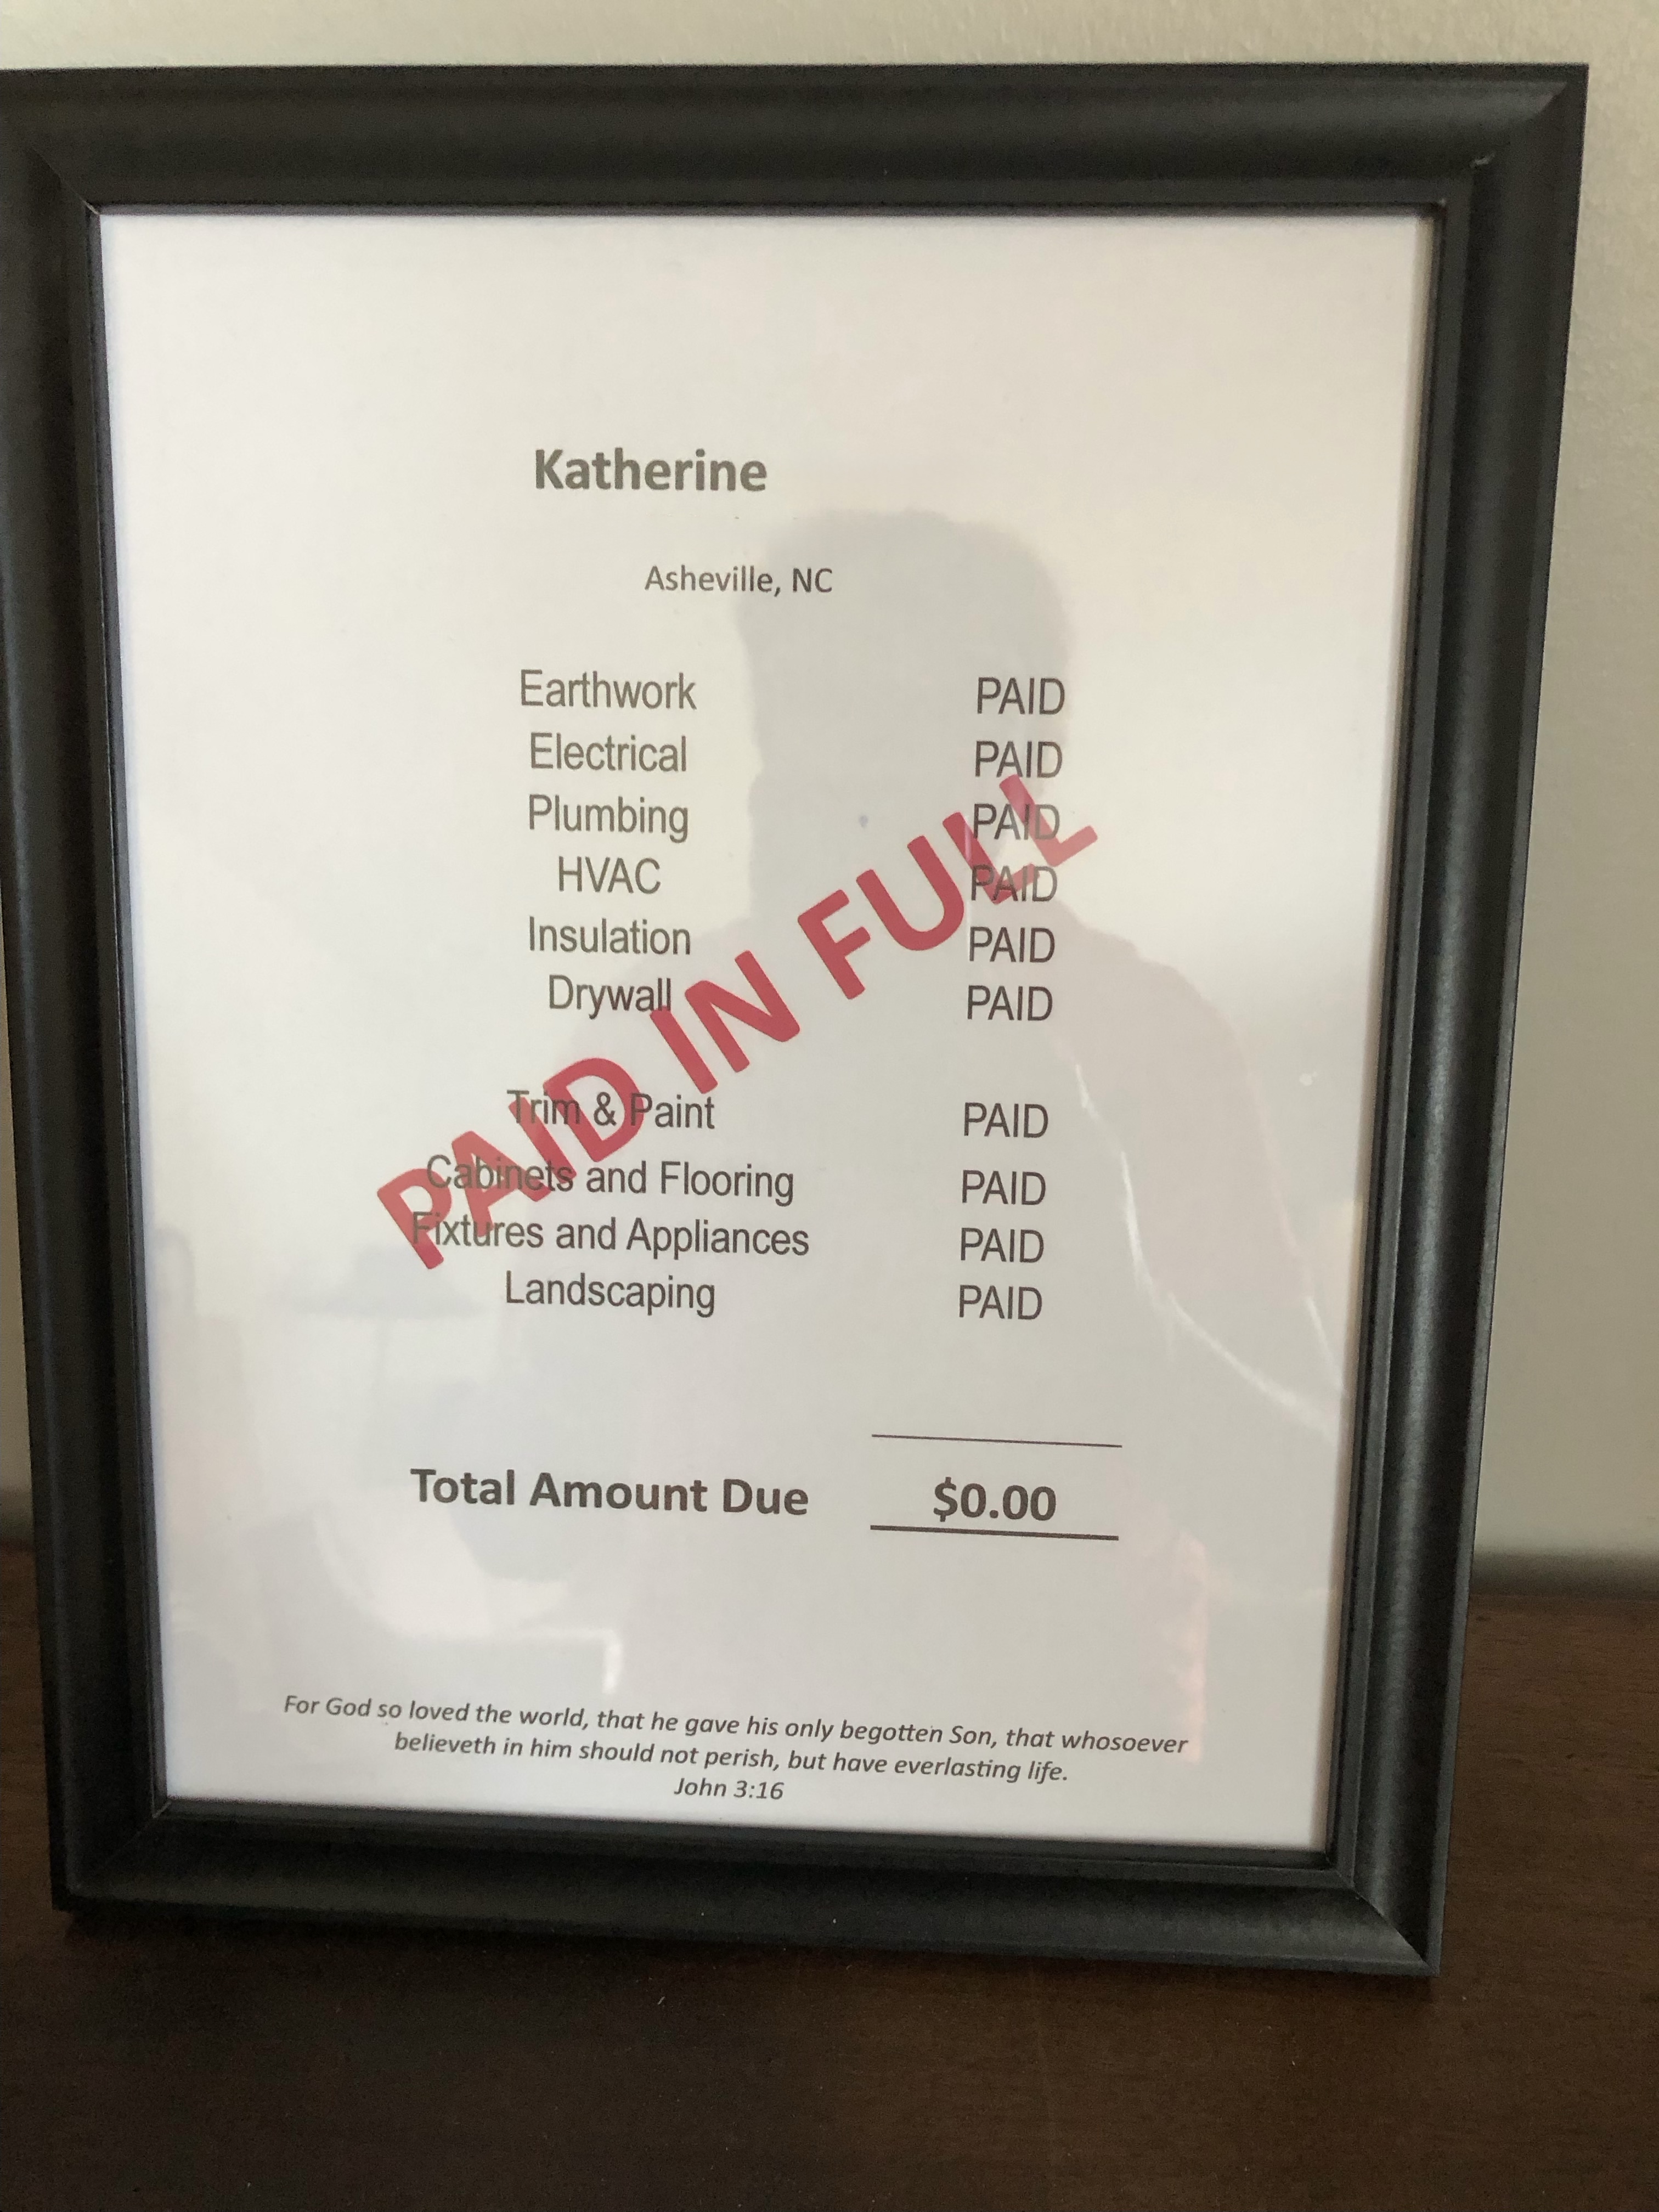 Katherine
Asheville, NC
Earthwork PAID
Electrical PAID
Plumbing PAID
HVAC PAID
Insulation PAID
Drywall PAID
Trim & Paint PAID
Cabinets and Flooring PAID
Fixtures and Appliances PAID
Landscaping PAID
PAID IN FULL
Total Amount Due $0.00
For God so loved the world, that he gave his only begotten Son, that whosoever
believeth in him should not perish, but have everlasting life.
John 3:16